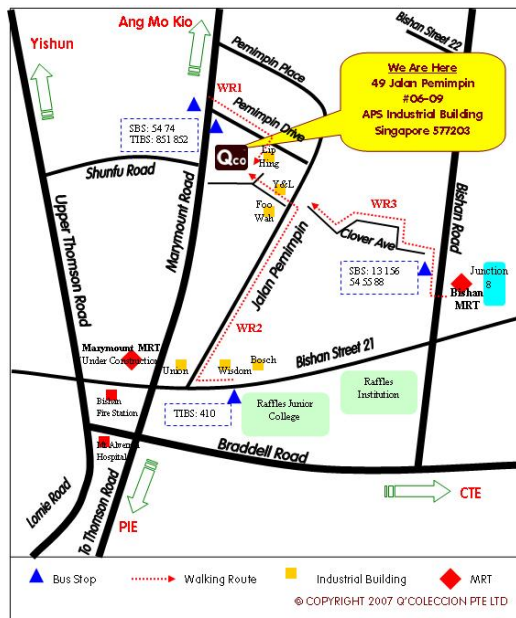 Ang Mo Kio
Yishun
Bishan Street 22
Pemimpin Place
We Are Here
49 Jalan Pemimpin
#06-09
APS Industrial Building
Singapore 577203
WR1
Pemimpin Drive
SBS: 54 74
TIBS: 851 852
Qco
Lip
Hing
Shunfu Road
Y&L
Foo
Wah
WR3
Clover Ave
Upper Thomson Road
Marymount Road
Jalan Pemimpin
Bishan Road
SBS: 13 156
54 55 88
Junction
8
Bishan
MRT
WR2
Marymount MRT
Under Construction
Union
Wisdom
Bosch
Bishan Street 21
Bishan
Fire Station
TIBS: 410
Raffles Junior
College
Raffles
Institution
Mt Alvernia
Hospital
Braddell Road
Lornie Road
To Thomson Road
PIE
CTE
Bus Stop
Walking Route
Industrial Building
MRT
© COPYRIGHT 2007 Q'COLECCION PTE LTD